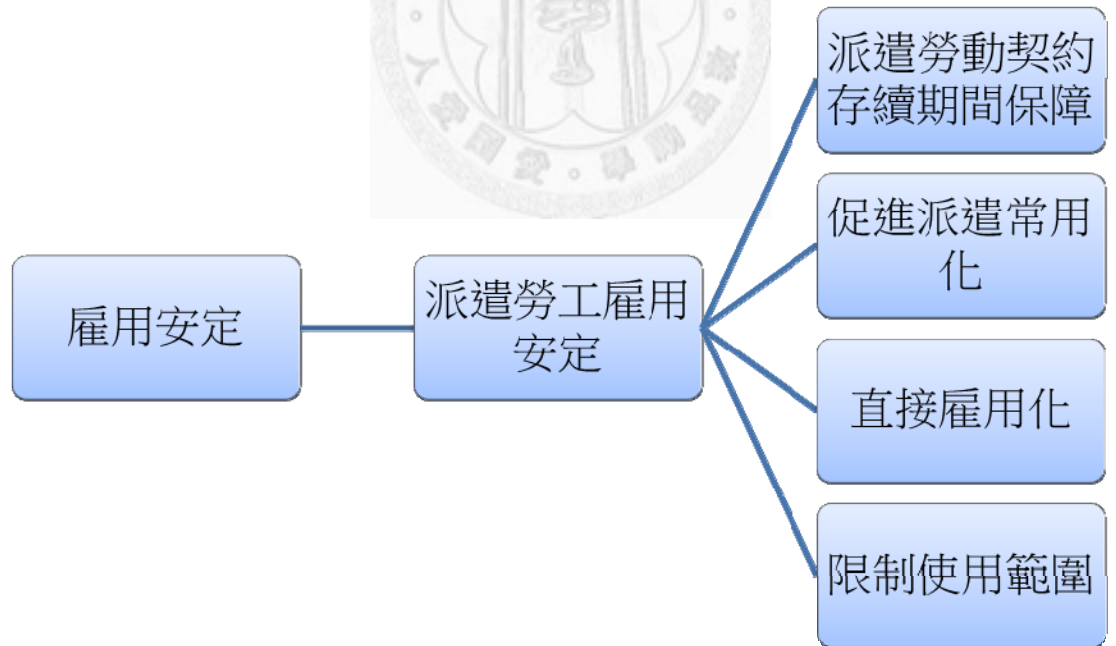 派遣勞動契約
存續期間保障
促進派遣常用
化
雇用安定
派遣勞工雇用
安定
直接雇用化
限制使用範圍